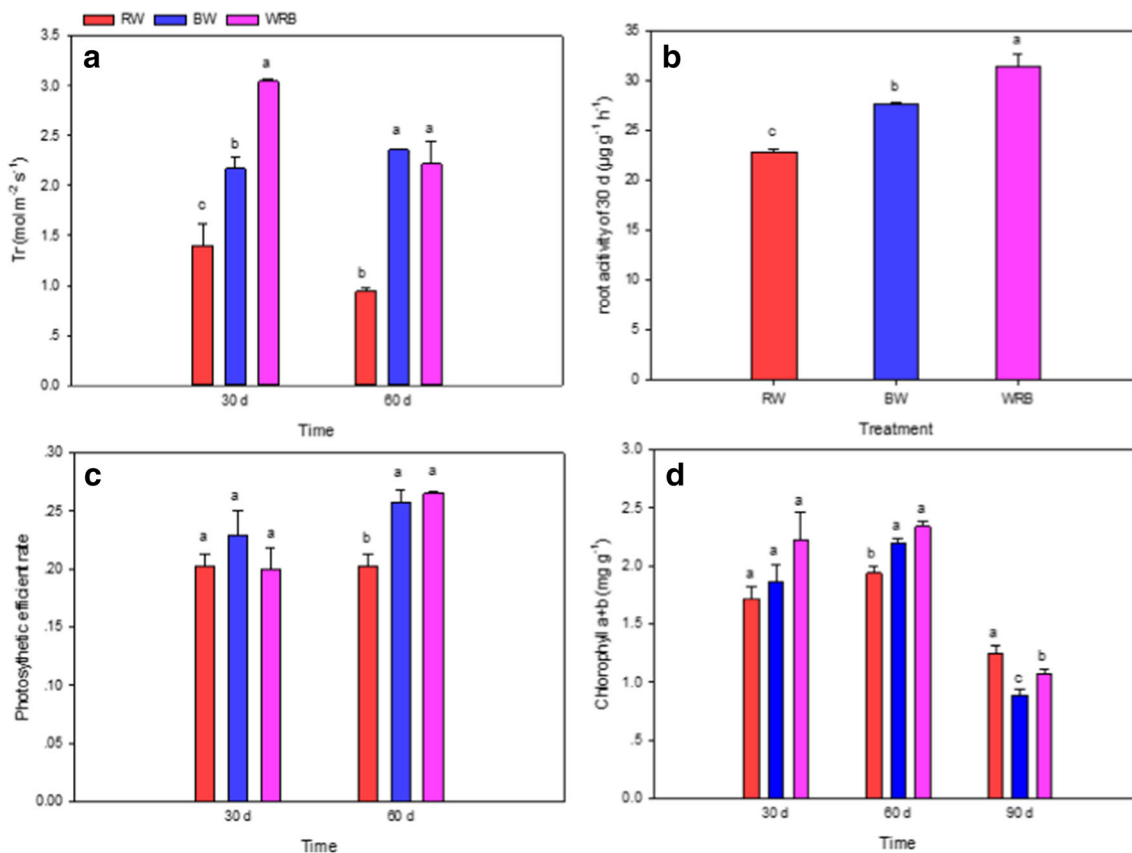 RW BW WRB
a
3.5
3.0
2.5
2.0
1.5
1.0
.5
0.0
Tr (mol m⁻² s⁻¹)
c b a
b a a
30 d 60 d
Time
b
35
30
25
20
15
10
5
0
root acitivity of 30 d (µg g⁻¹ h⁻¹)
c b a
RW BW WRB
Treatment
c
.30
.25
.20
.15
.10
.05
0.00
Photosythetic efficient rate
a a a
b a a
30 d 60 d
Time
d
3.0
2.5
2.0
1.5
1.0
.5
0.0
Chlorophyll a+b (mg g⁻¹)
a a a
b a a
a c b
30 d 60 d 90 d
Time